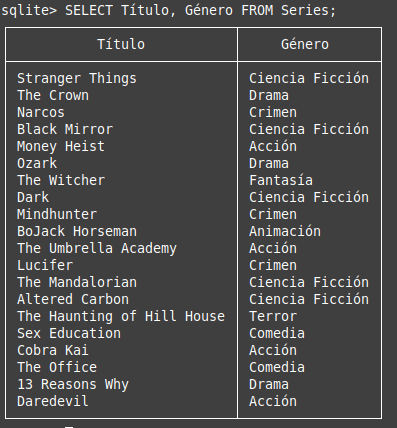 sqlite> SELECT Título, Género FROM Series;
Título Género
Stranger Things Ciencia Ficción
The Crown Drama
Narcos Crimen
Black Mirror Ciencia Ficción
Money Heist Acción
Ozark Drama
The Witcher Fantasía
Dark Ciencia Ficción
Mindhunter Crimen
BoJack Horseman Animación
The Umbrella Academy Acción
Lucifer Crimen
The Mandalorian Ciencia Ficción
Altered Carbon Ciencia Ficción
The Haunting of Hill House Terror
Sex Education Comedia
Cobra Kai Acción
The Office Comedia
13 Reasons Why Drama
Daredevil Acción